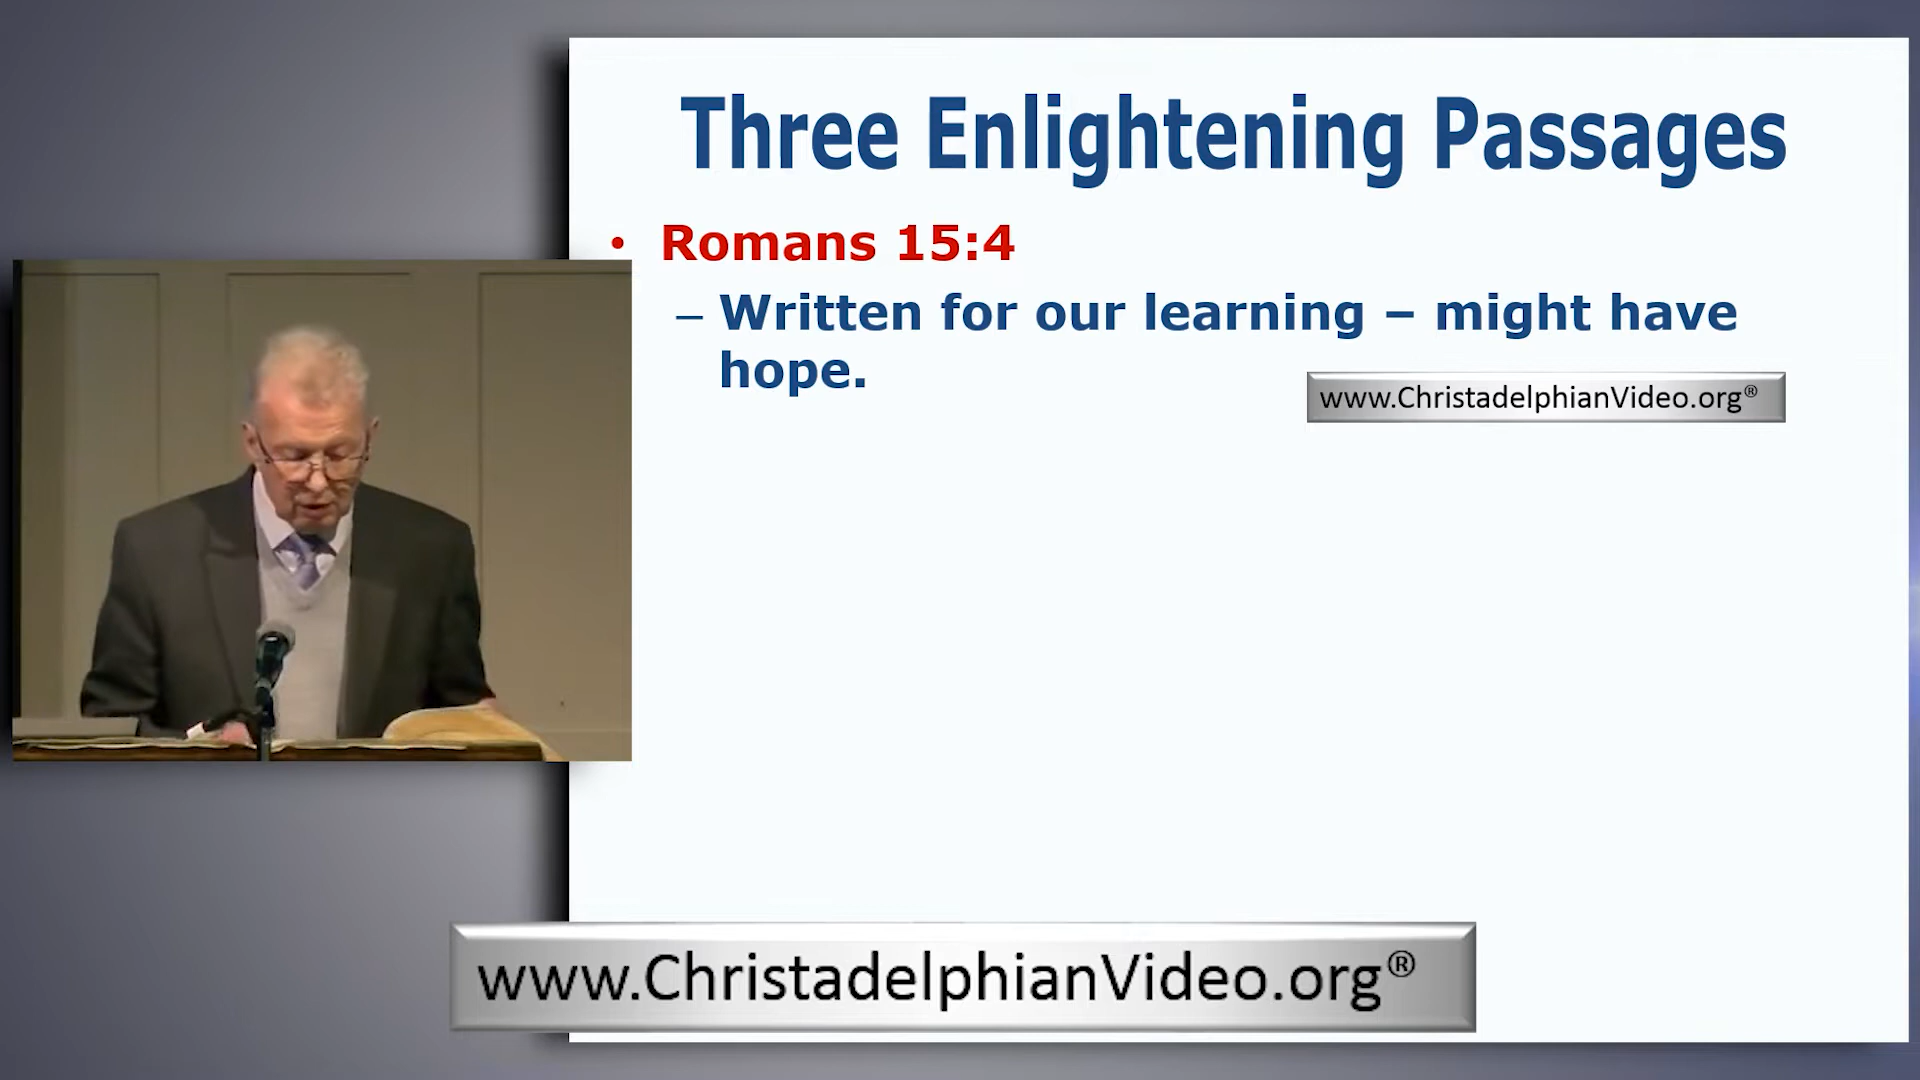 Three Enlightening Passages
• Romans 15:4
– Written for our learning – might have
hope.
www.ChristadelphianVideo.org®
www.ChristadelphianVideo.org®